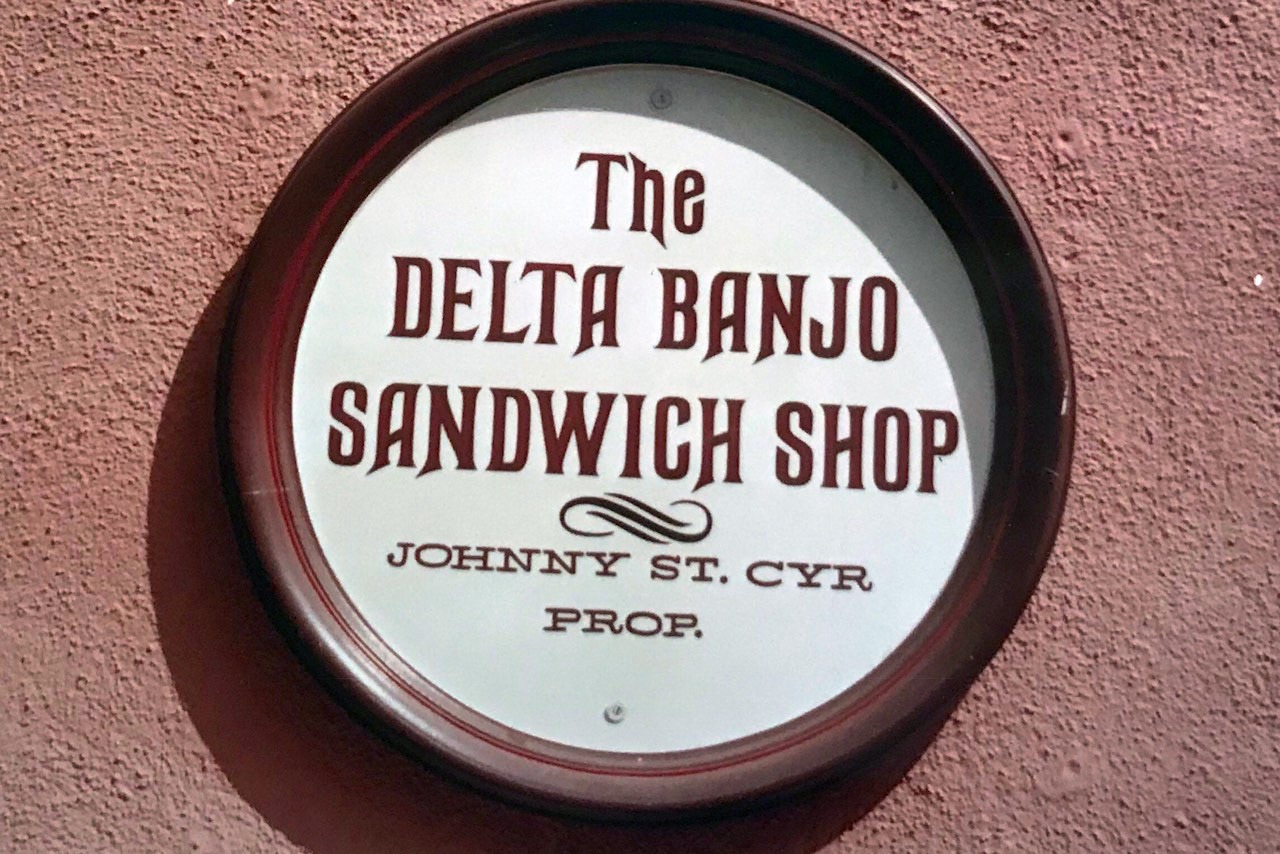 The
DELTA BANJO
SANDWICH SHOP
JOHNNY ST. CYR
PROP.